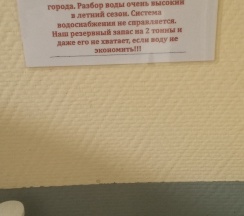 города. Разбор воды очень высокий
в летний сезон. Система
водоснабжения не справляется.
Наш резервный запас на 2 тонны и
даже его не хватает, если воду не
экономить!!!